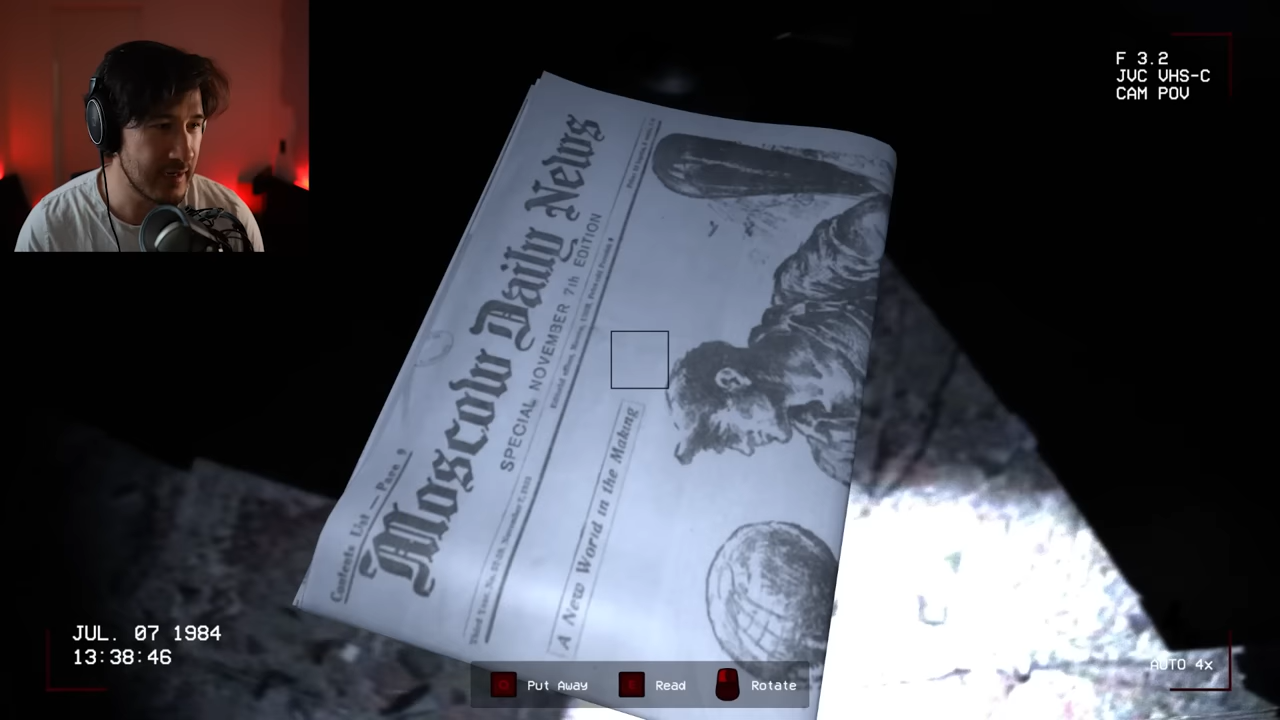 F 3.2
JVC VHS-C
CAM POV
Contents List — Page 9
Moscow Daily News
SPECIAL NOVEMBER 7th EDITION
A New World in the Making
JUL. 07 1984
13:38:46
AUTO 4x
Put Away
Read
Rotate